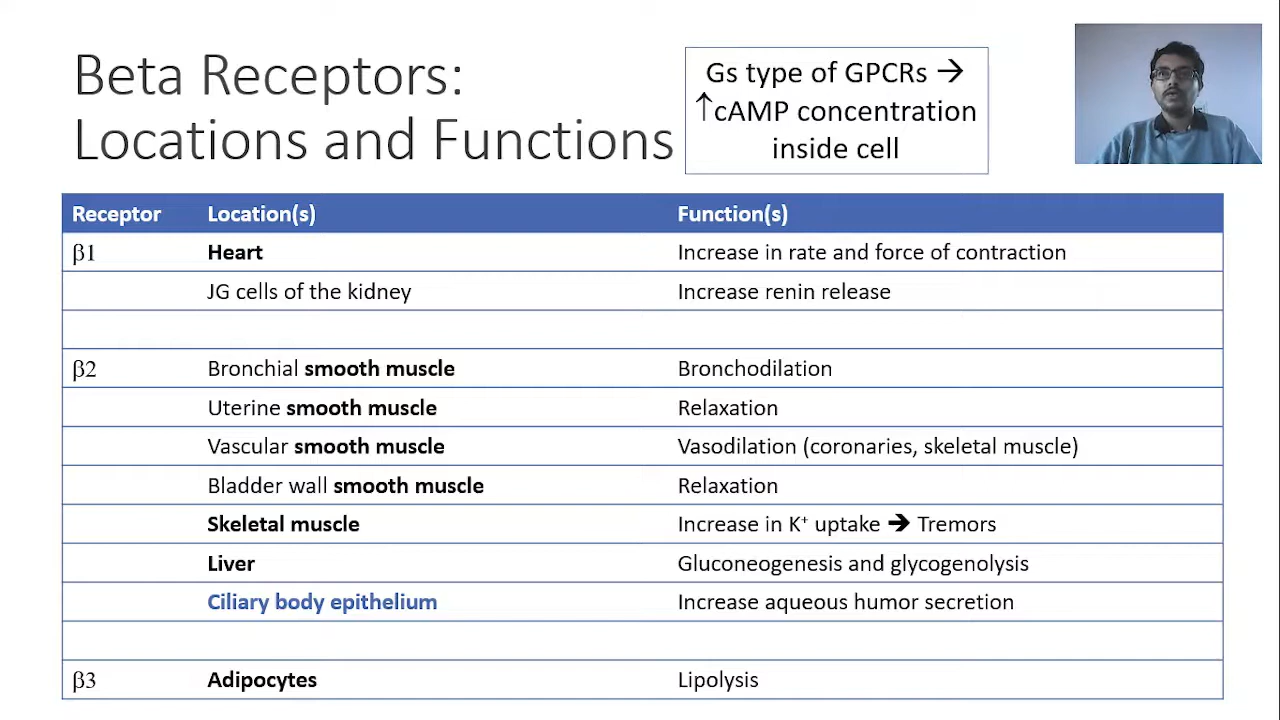 Beta Receptors:
Locations and Functions
Gs type of GPCRs →
↑cAMP concentration
inside cell
Receptor Location(s) Function(s)
β1 Heart Increase in rate and force of contraction
JG cells of the kidney Increase renin release
β2 Bronchial smooth muscle Bronchodilation
Uterine smooth muscle Relaxation
Vascular smooth muscle Vasodilation (coronaries, skeletal muscle)
Bladder wall smooth muscle Relaxation
Skeletal muscle Increase in K⁺ uptake ➔ Tremors
Liver Gluconeogenesis and glycogenolysis
Ciliary body epithelium Increase aqueous humor secretion
β3 Adipocytes Lipolysis